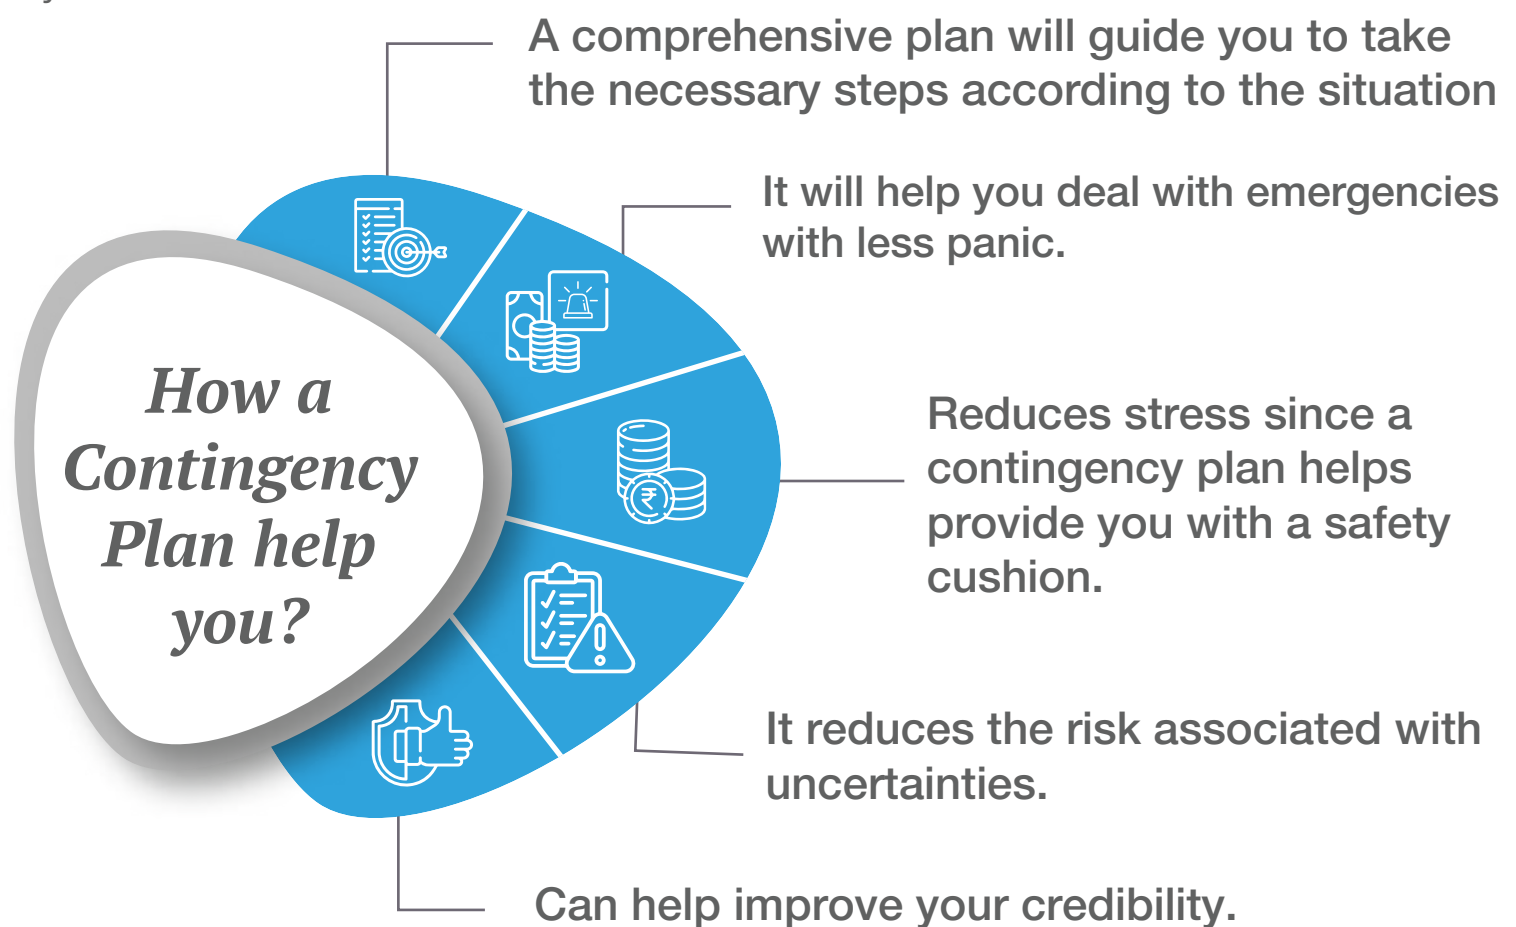 A comprehensive plan will guide you to take
the necessary steps according to the situation
It will help you deal with emergencies
with less panic.
How a
Contingency
Plan help
you?
Reduces stress since a
contingency plan helps
provide you with a safety
cushion.
It reduces the risk associated with
uncertainties.
Can help improve your credibility.